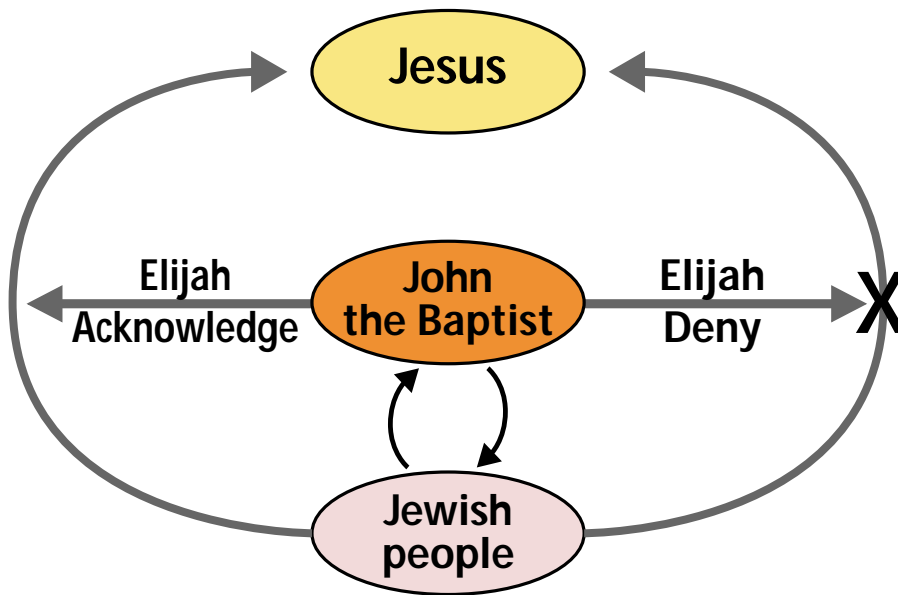 Jesus
Elijah
Acknowledge
John
the Baptist
Elijah
Deny
X
Jewish
people